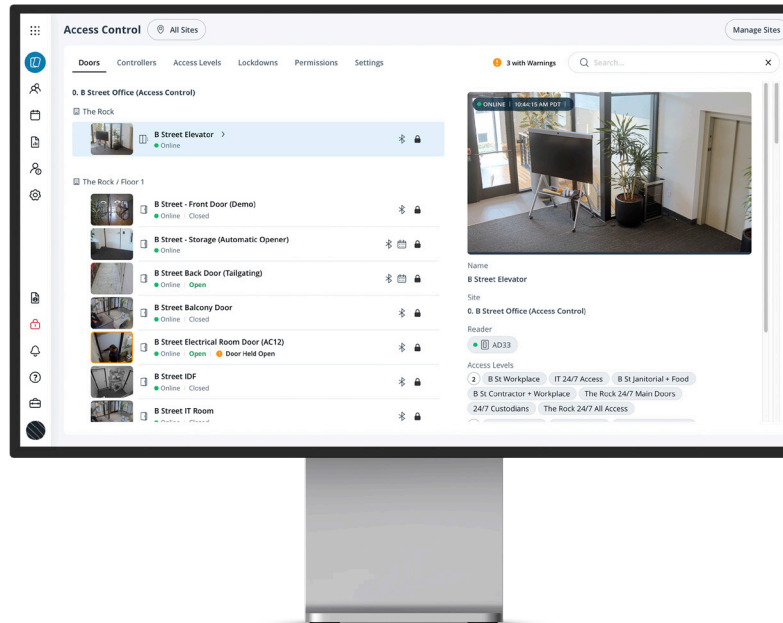 Access Control
All Sites
Manage Sites
Doors
Controllers
Access Levels
Lockdowns
Permissions
Settings
3 with Warnings
Search...
0. B Street Office (Access Control)
The Rock
B Street Elevator
Online
The Rock / Floor 1
B Street - Front Door (Demo)
Online | Closed
B Street - Storage (Automatic Opener)
Online
B Street Back Door (Tailgating)
Online | Open
B Street Balcony Door
Online | Closed
B Street Electrical Room Door (AC12)
Online | Open | Door Held Open
B Street IDF
Online | Closed
B Street IT Room
Online | Closed
ONLINE | 10:44:15 AM PDT
Name
B Street Elevator
Site
0. B Street Office (Access Control)
Reader
AD33
Access Levels
2 B St Workplace IT 24/7 Access B St Janitorial + Food
B St Contractor + Workplace The Rock 24/7 Main Doors
24/7 Custodians The Rock 24/7 All Access